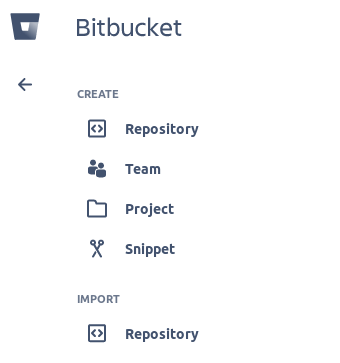 Bitbucket
CREATE
Repository
Team
Project
Snippet
IMPORT
Repository